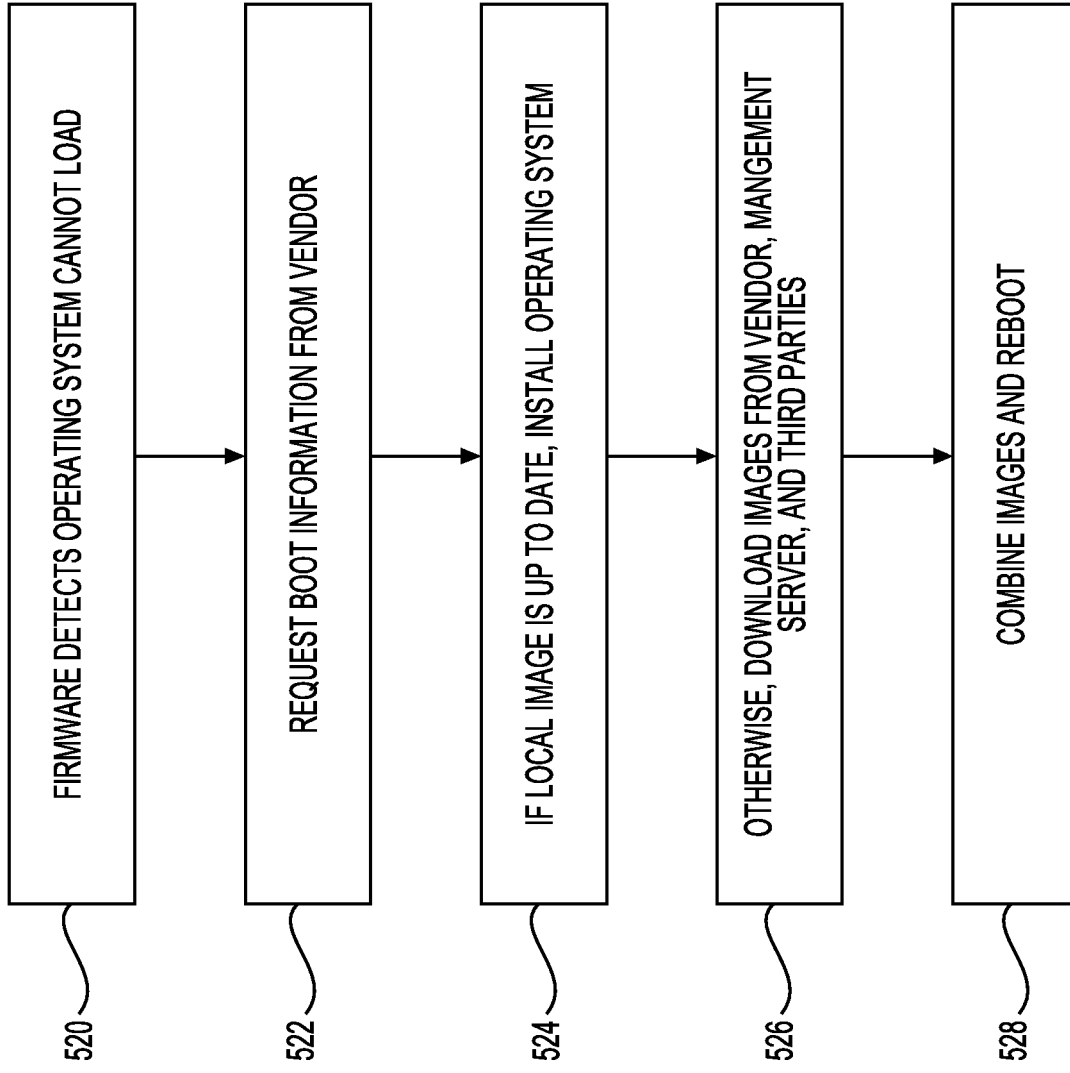 520
FIRMWARE DETECTS OPERATING SYSTEM CANNOT LOAD
522
REQUEST BOOT INFORMATION FROM VENDOR
524
IF LOCAL IMAGE IS UP TO DATE, INSTALL OPERATING SYSTEM
526
OTHERWISE, DOWNLOAD IMAGES FROM VENDOR, MANGEMENT
SERVER, AND THIRD PARTIES
528
COMBINE IMAGES AND REBOOT